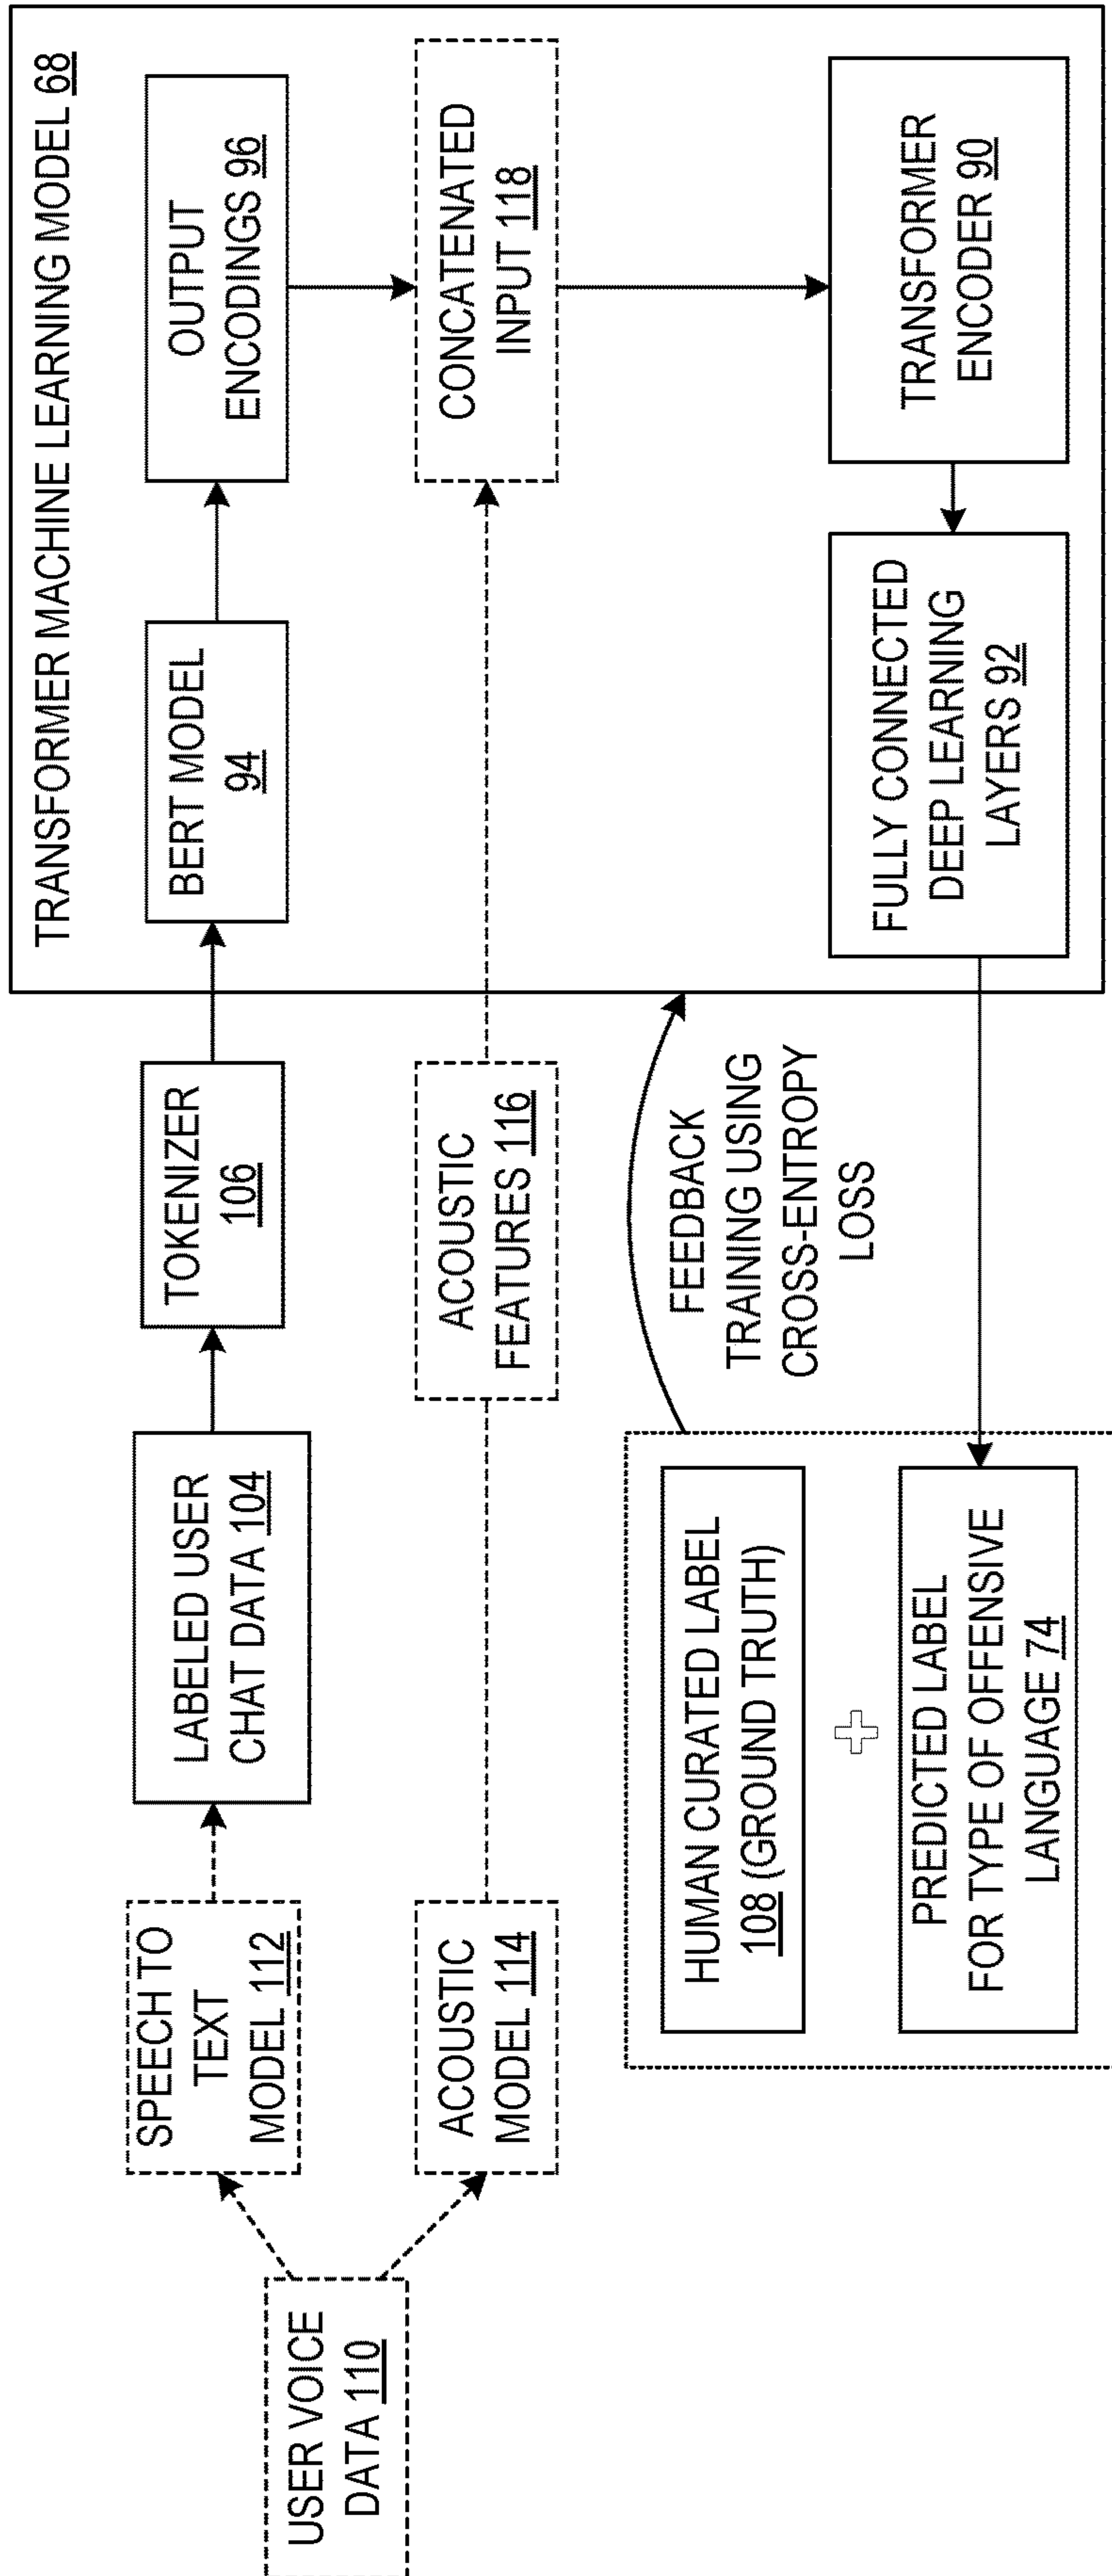 TRANSFORMER MACHINE LEARNING MODEL 68
USER VOICE
DATA 110
SPEECH TO
TEXT
MODEL 112
LABELED USER
CHAT DATA 104
TOKENIZER
106
BERT MODEL
94
OUTPUT
ENCODINGS 96
ACOUSTIC
MODEL 114
ACOUSTIC
FEATURES 116
CONCATENATED
INPUT 118
HUMAN CURATED LABEL
108 (GROUND TRUTH)
PREDICTED LABEL
FOR TYPE OF OFFENSIVE
LANGUAGE 74
FEEDBACK
TRAINING USING
CROSS-ENTROPY
LOSS
FULLY CONNECTED
DEEP LEARNING
LAYERS 92
TRANSFORMER
ENCODER 90